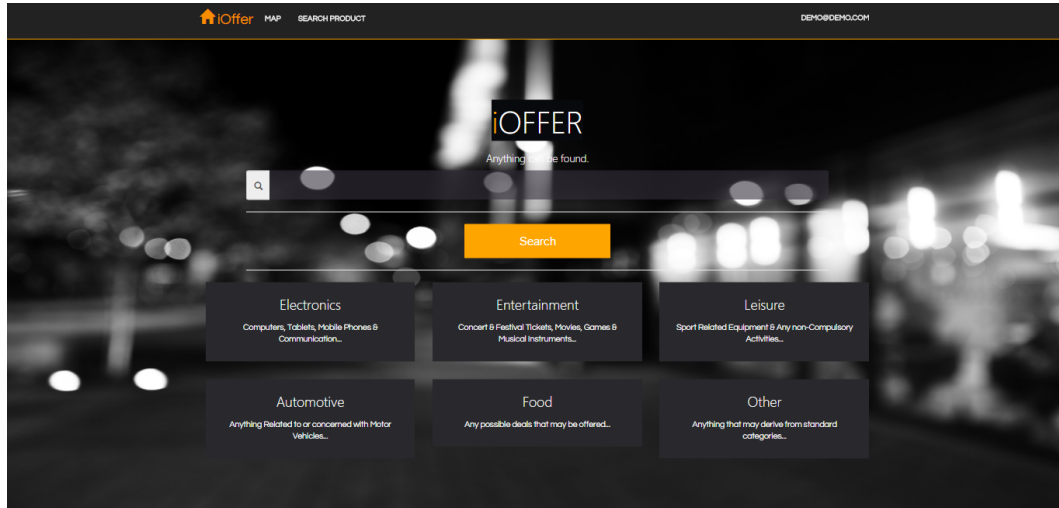 iOffer MAP SEARCH PRODUCT DEMO@DEMO.COM
iOFFER
Anything can be found.
Search
Electronics
Computers, Tablets, Mobile Phones &
Communication...
Entertainment
Concert & Festival Tickets, Movies, Games &
Musical Instruments...
Leisure
Sport Related Equipment & Any non-Compulsory
Activities...
Automotive
Anything Related to or concerned with Motor
Vehicles...
Food
Any possible deals that may be offered...
Other
Anything that may derive from standard
categories...